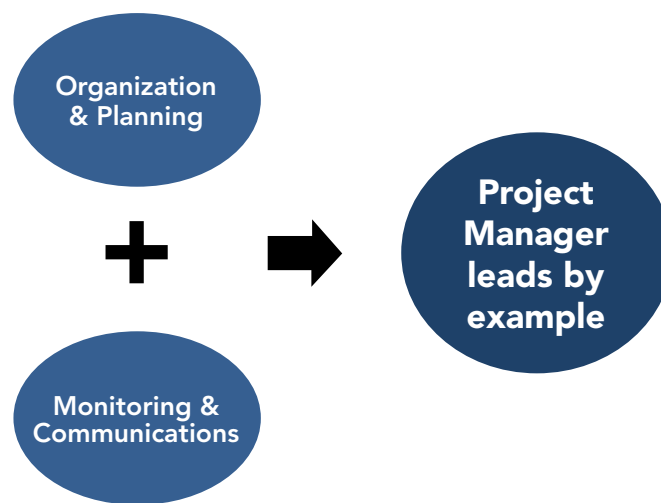 Organization
& Planning
Project
Manager
leads by
example
Monitoring &
Communications